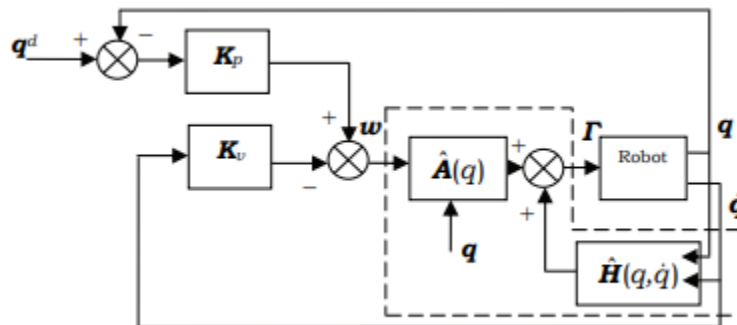 q^d + − K_p
K_v + − w
Â(q)
q
+ +
Γ Robot q
q̇
Ĥ(q,q̇)